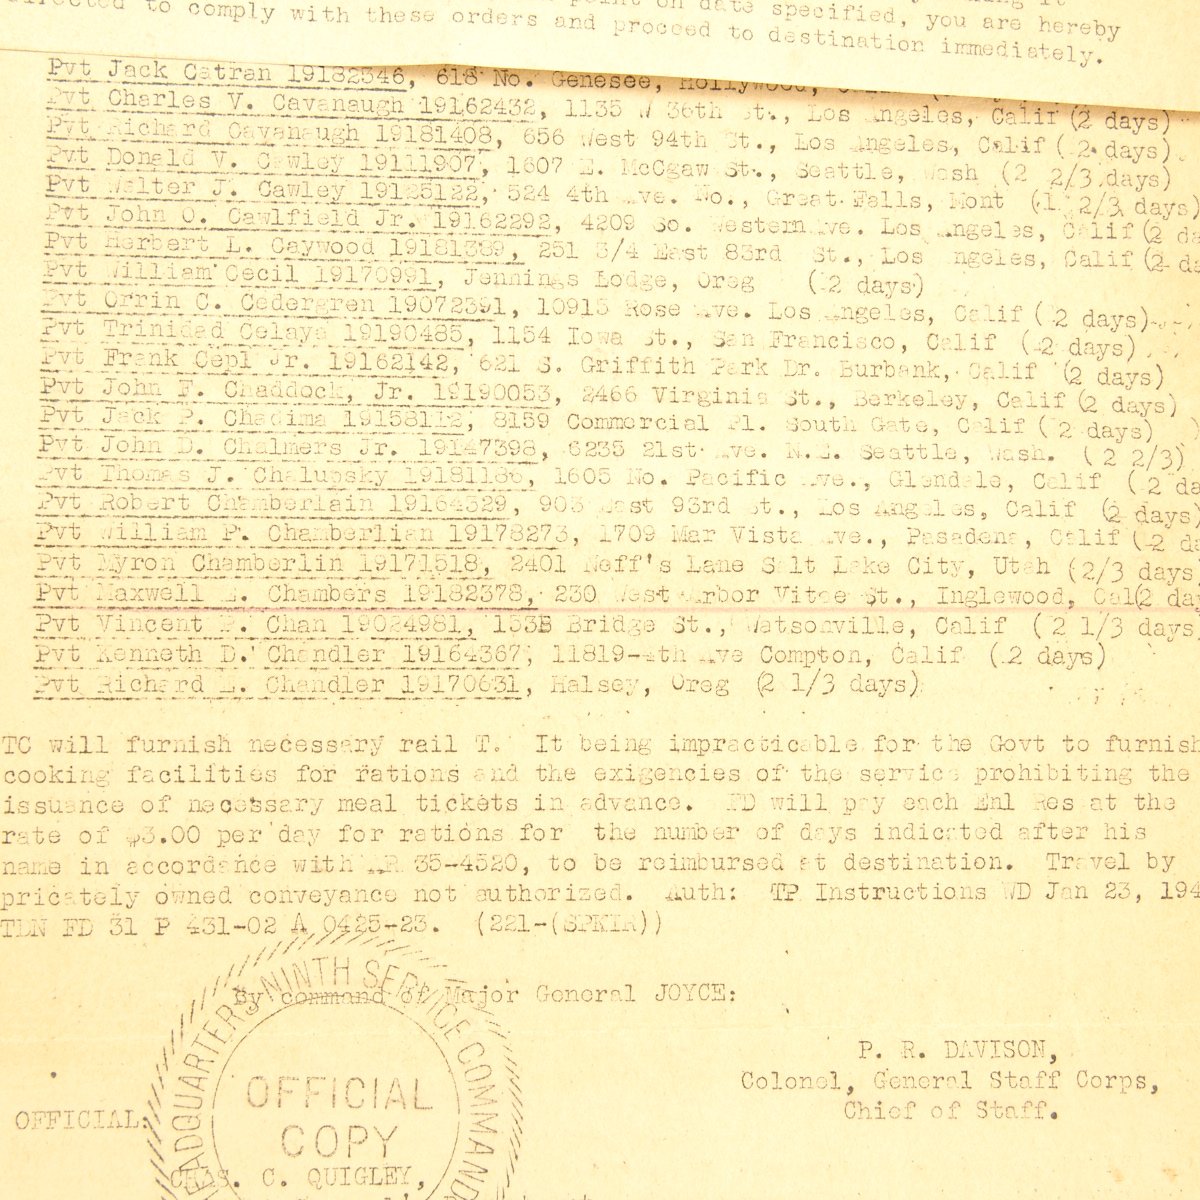 point on date specified, you are hereby
to comply with these orders and proceed to destination immediately.
Pvt Jack Catran 19182346, 618 No. Genesee, Hollywood,
Pvt Charles V. Cavanaugh 19162432, 1135 W 36th St., Los Angeles, Calif (2 days)
Pvt Richard Cavanaugh 19181408, 656 West 94th St., Los Angeles, Calif (2 days)
Pvt Donald V. Cawley 19111907, 1607 E. McGgaw St., Seattle, Wash (2 2/3 days)
Pvt Walter J. Cawley 19125122, 524 4th Ave. No., Great Falls, Mont (1 2/3 days)
Pvt John O. Cawlfield Jr. 19162292, 4209 So. Western Ave. Los Angeles, Calif (2 da
Pvt Herbert L. Caywood 19181389, 251 3/4 East 83rd St., Los Angeles, Calif (2 da
Pvt William Cecil 19170991, Jennings Lodge, Oreg (2 days)
Pvt Orrin C. Cedergren 19072391, 10915 Rose Ave. Los Angeles, Calif (2 days)
Pvt Trinidad Celaya 19190485, 1154 Iowa St., San Francisco, Calif (2 days)
Pvt Frank Cepl Jr. 19162142, 621 S. Griffith Park Dr. Burbank, Calif (2 days)
Pvt John F. Chaddock, Jr. 19190053, 2466 Virginia St., Berkeley, Calif (2 days)
Pvt Jack P. Chadima 19158112, 8159 Commercial Pl. South Gate, Calif (2 days)
Pvt John D. Chalmers Jr. 19147398, 6235 21st Ave. N.E. Seattle, Wash. (2 2/3)
Pvt Thomas J. Chalupsky 19181186, 1605 No. Pacific Ave., Glendale, Calif (2 da
Pvt Robert Chamberlain 19164329, 903 East 93rd St., Los Angeles, Calif (2 days)
Pvt William P. Chamberlian 19178273, 1709 Mar Vista Ave., Pasadena, Calif (2 da
Pvt Myron Chamberlin 19171518, 2401 Neff's Lane Salt Lake City, Utah (2/3 days
Pvt Maxwell E. Chambers 19182378, 230 West Arbor Vitae St., Inglewood, Cal(2 da
Pvt Vincent P. Chan 19024981, 133B Bridge St., Watsonville, Calif (2 1/3 days
Pvt Kenneth D. Chandler 19164367, 11819-4th Ave Compton, Calif (2 days)
Pvt Richard E. Chandler 19170631, Halsey, Oreg (2 1/3 days)
TC will furnish necessary rail T. It being impracticable for the Govt to furnish
cooking facilities for rations and the exigencies of the service prohibiting the
issuance of necessary meal tickets in advance. FD will pay each Enl Res at the
rate of $3.00 per day for rations for the number of days indicated after his
name in accordance with AR 35-4520, to be reimbursed at destination. Travel by
pricately owned conveyance not authorized. Auth: TP Instructions WD Jan 23, 194
TDN FD 31 P 431-02 A 0425-23. (221-(SPKIR))
By command of Major General JOYCE:
P. R. DAVISON,
Colonel, General Staff Corps,
Chief of Staff.
OFFICIAL:
HEADQUARTERS NINTH SERVICE COMMAND
OFFICIAL
COPY
CHAS. C. QUIGLEY,